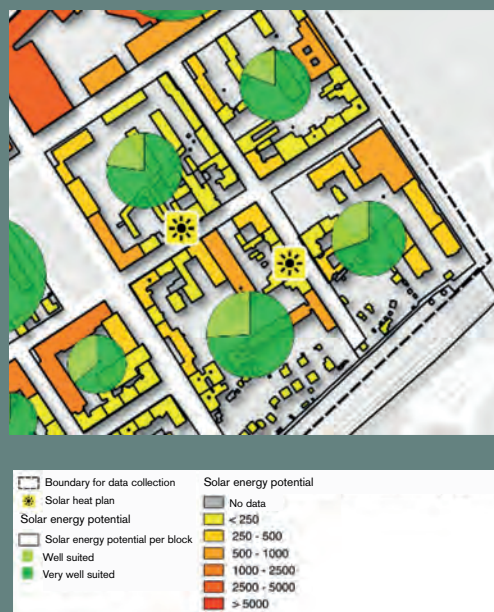 Boundary for data collection
Solar heat plan
Solar energy potential
Solar energy potential per block
Well suited
Very well suited
Solar energy potential
No data
< 250
250 - 500
500 - 1000
1000 - 2500
2500 - 5000
> 5000